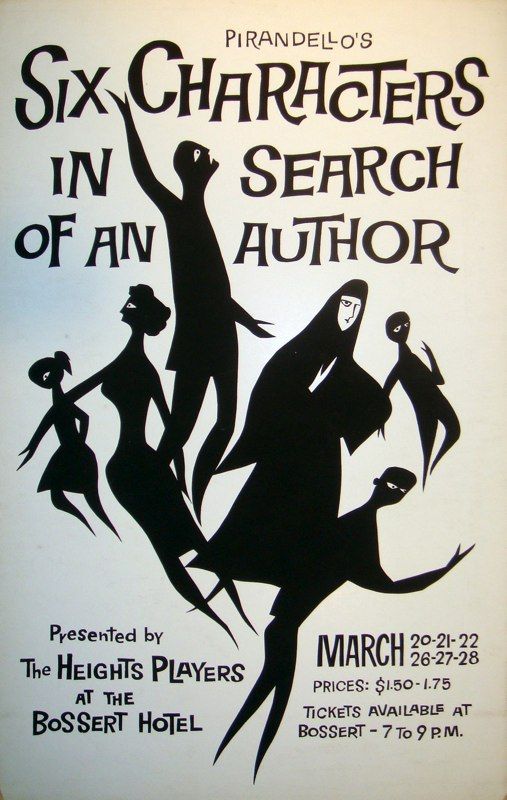 PIRANDELLO'S
SIX CHARACTERS
IN SEARCH
OF AN AUTHOR
Presented by
The HEIGHTS PLAYERS
AT THE
BOSSERT HOTEL
MARCH 20-21-22
26-27-28
PRICES: $1.50-1.75
TICKETS AVAILABLE AT
BOSSERT - 7 TO 9 P.M.